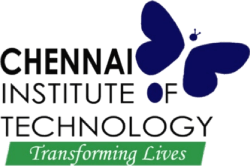 CHENNAI
INSTITUTE OF
TECHNOLOGY
Transforming Lives